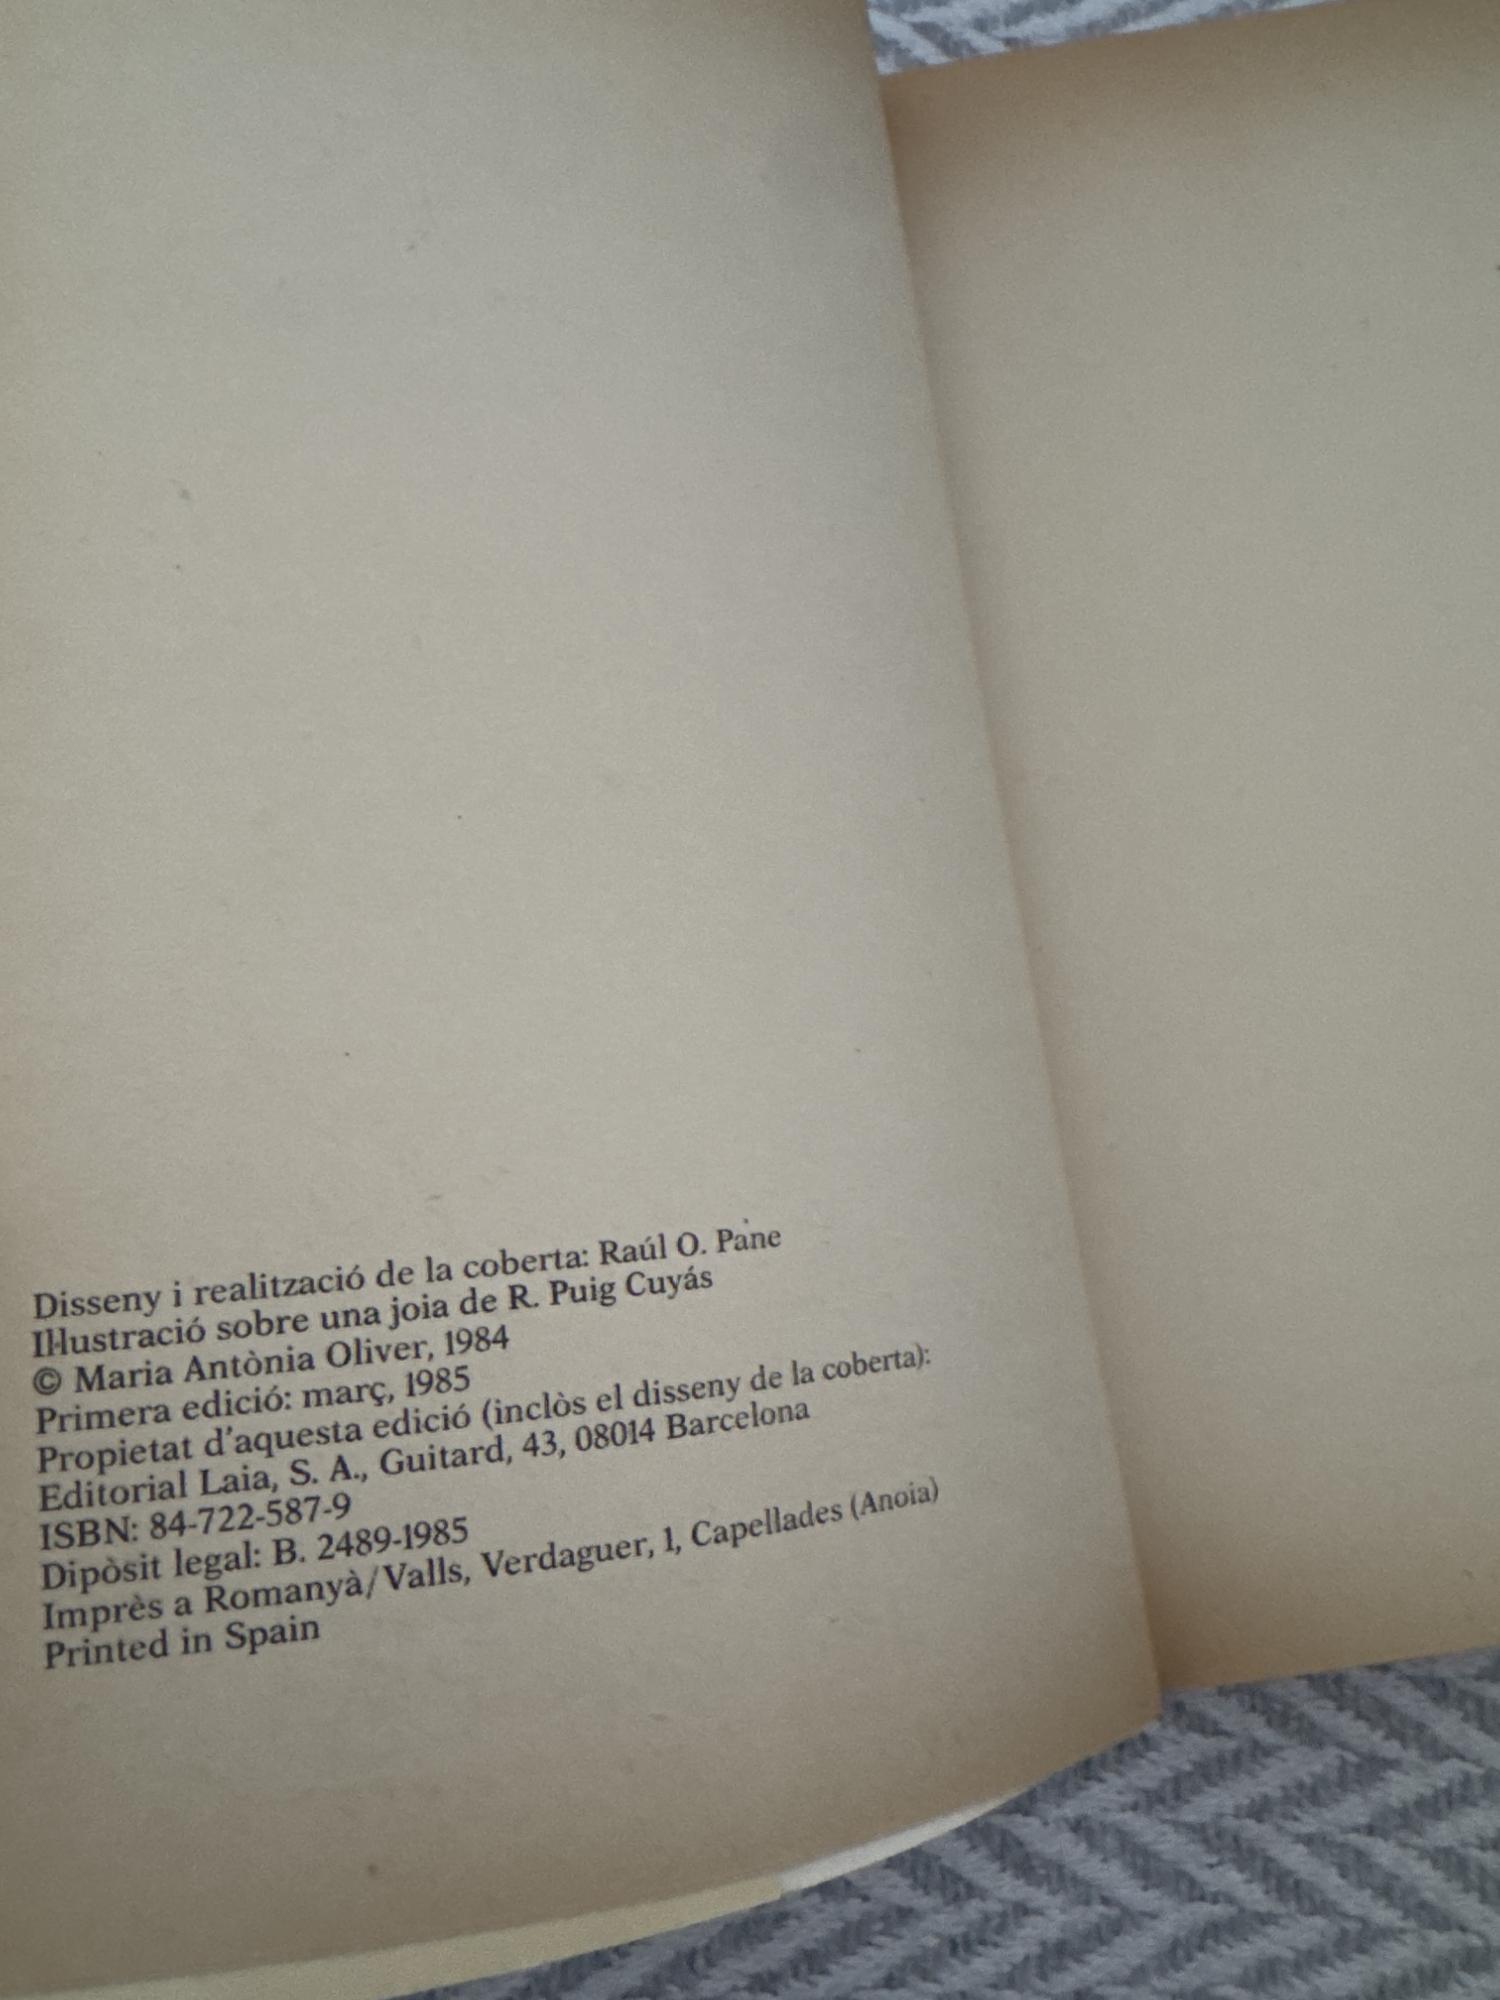 Disseny i realització de la coberta: Raúl O. Pane
Il·lustració sobre una joia de R. Puig Cuyás
© Maria Antònia Oliver, 1984
Primera edició: març, 1985
Propietat d'aquesta edició (inclòs el disseny de la coberta):
Editorial Laia, S. A., Guitard, 43, 08014 Barcelona
ISBN: 84-722-587-9
Dipòsit legal: B. 2489-1985
Imprès a Romanyà/Valls, Verdaguer, 1, Capellades (Anoia)
Printed in Spain